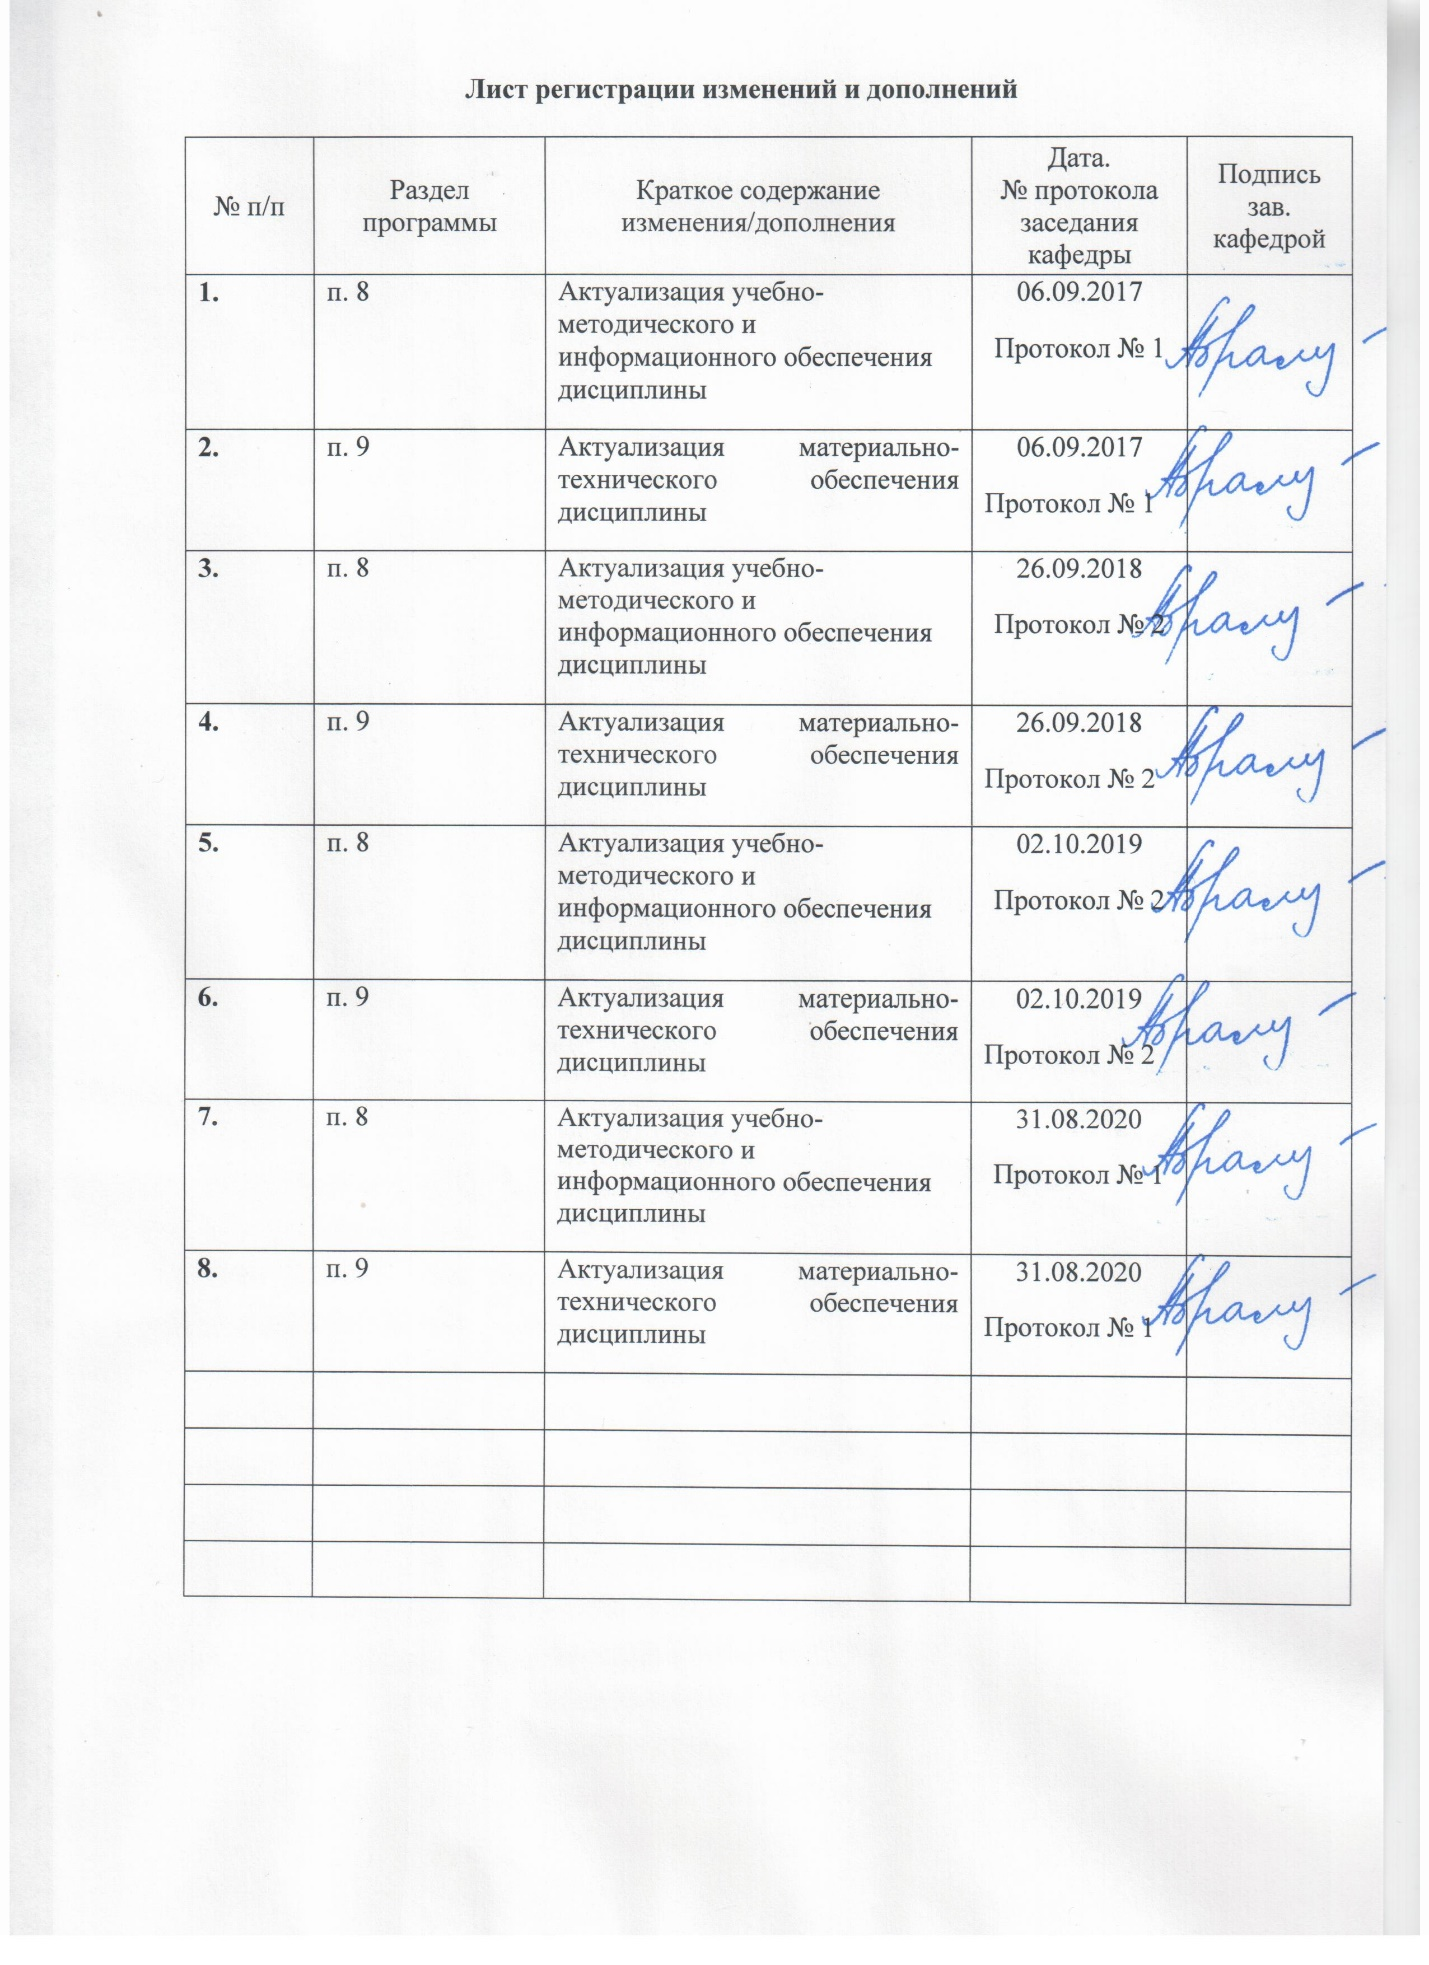 Лист регистрации изменений и дополнений
№ п/п
Раздел
программы
Краткое содержание
изменения/дополнения
Дата.
№ протокола
заседания
кафедры
Подпись
зав.
кафедрой
1.
п. 8
Актуализация учебно-
методического и
информационного обеспечения
дисциплины
06.09.2017
Протокол № 1
2.
п. 9
Актуализация материально-
технического обеспечения
дисциплины
06.09.2017
Протокол № 1
3.
п. 8
Актуализация учебно-
методического и
информационного обеспечения
дисциплины
26.09.2018
Протокол № 2
4.
п. 9
Актуализация материально-
технического обеспечения
дисциплины
26.09.2018
Протокол № 2
5.
п. 8
Актуализация учебно-
методического и
информационного обеспечения
дисциплины
02.10.2019
Протокол № 2
6.
п. 9
Актуализация материально-
технического обеспечения
дисциплины
02.10.2019
Протокол № 2
7.
п. 8
Актуализация учебно-
методического и
информационного обеспечения
дисциплины
31.08.2020
Протокол № 1
8.
п. 9
Актуализация материально-
технического обеспечения
дисциплины
31.08.2020
Протокол № 1